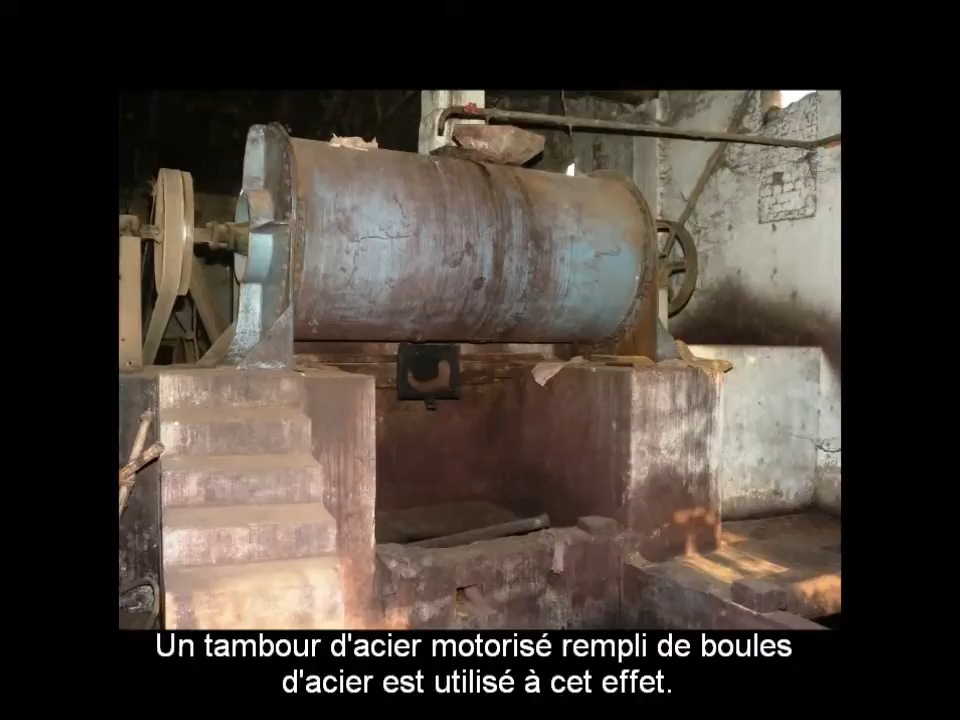 Un tambour d'acier motorisé rempli de boules
d'acier est utilisé à cet effet.